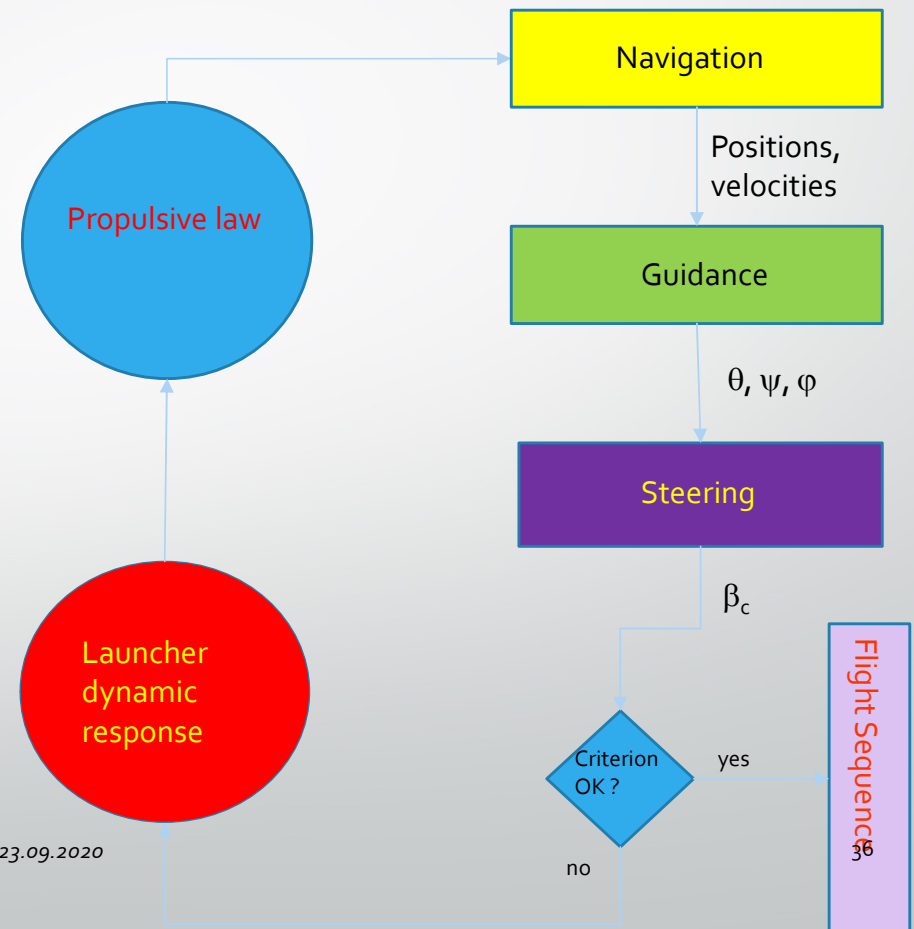 Navigation
Positions,
velocities
Propulsive law
Guidance
θ, ψ, φ
Steering
β_c
Launcher
dynamic
response
Criterion
OK ?
yes
no
Flight Sequence
23.09.2020
36